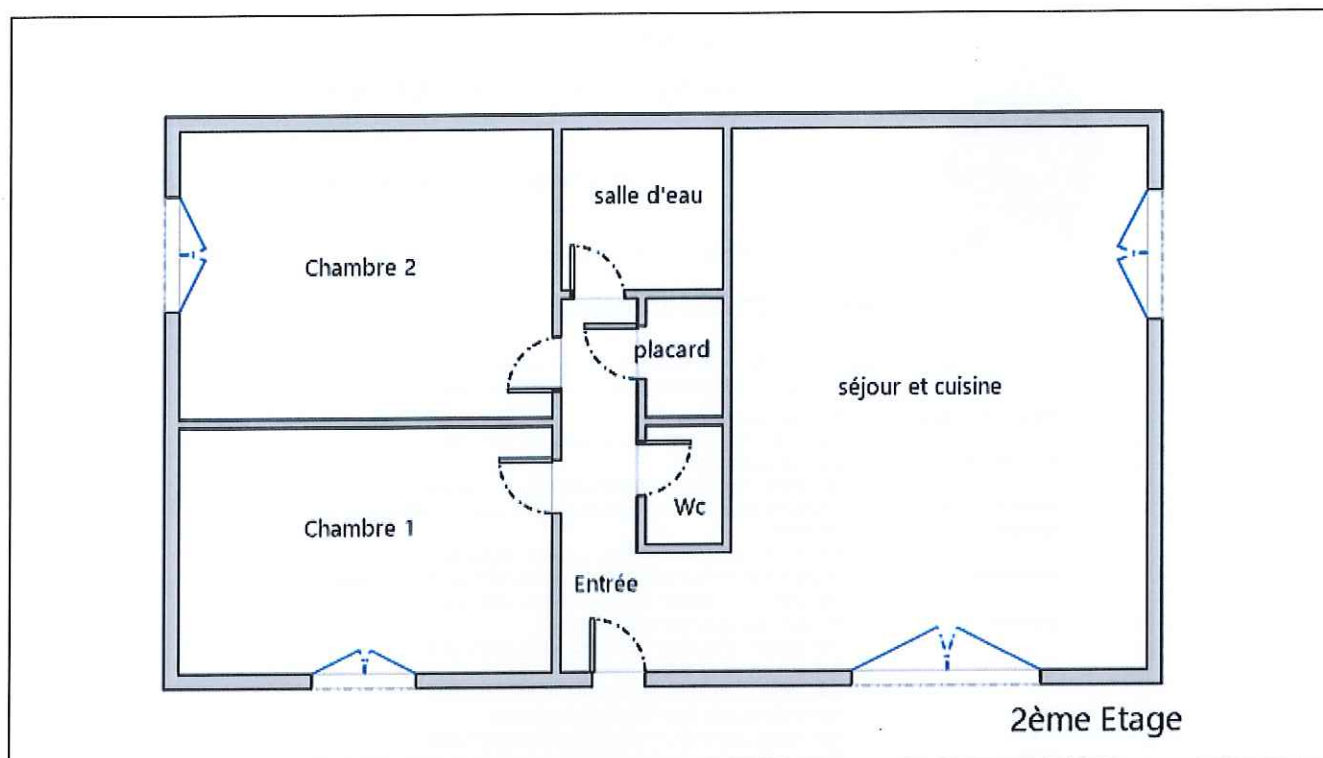 salle d'eau
Chambre 2
placard
séjour et cuisine
Wc
Chambre 1
Entrée
2ème Etage